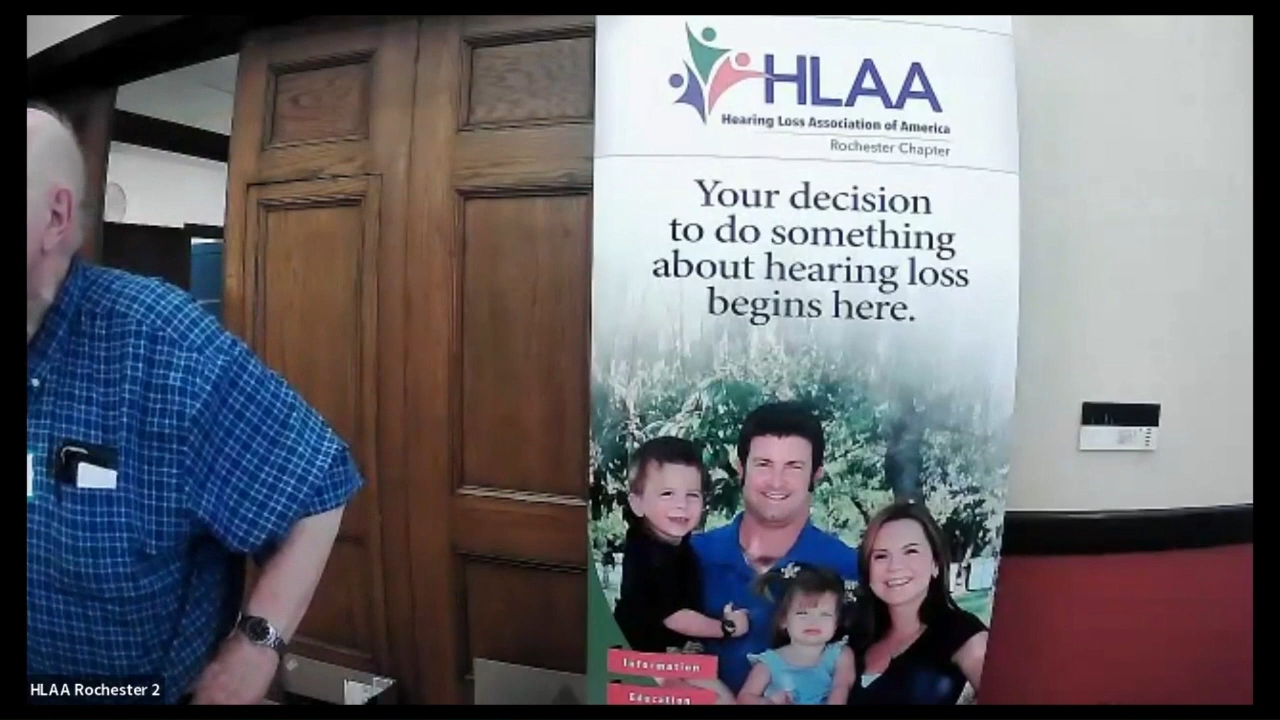 HLAA
Hearing Loss Association of America
Rochester Chapter
Your decision
to do something
about hearing loss
begins here.
Information
Education
HLAA Rochester 2